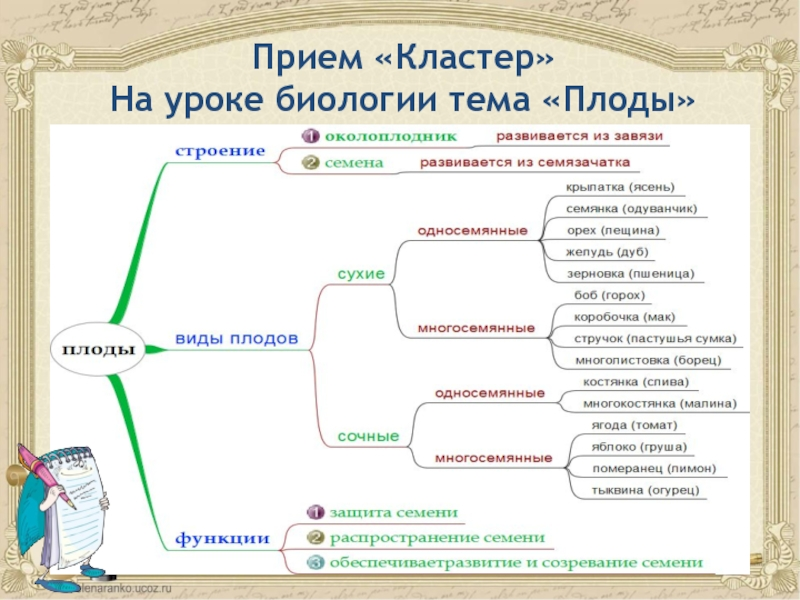 Прием «Кластер»
На уроке биологии тема «Плоды»
плоды
строение
1 околоплодник
развивается из завязи
2 семена
развивается из семязачатка
виды плодов
сухие
односемянные
крылатка (ясень)
семянка (одуванчик)
орех (лещина)
желудь (дуб)
зерновка (пшеница)
многосемянные
боб (горох)
коробочка (мак)
стручок (пастушья сумка)
многолистовка (борец)
сочные
односемянные
костянка (слива)
многокостянка (малина)
многосемянные
ягода (томат)
яблоко (груша)
померанец (лимон)
тыквина (огурец)
функции
1 защита семени
2 распространение семени
3 обеспечиваетразвитие и созревание семени
elenaranko.ucoz.ru